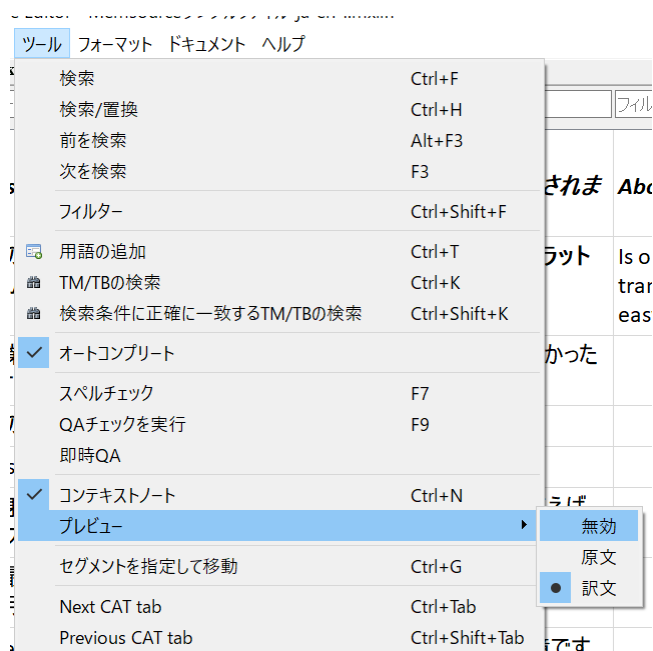 ツール フォーマット ドキュメント ヘルプ
検索 Ctrl+F
検索/置換 Ctrl+H
前を検索 Alt+F3
次を検索 F3
フィルター Ctrl+Shift+F
用語の追加 Ctrl+T
TM/TBの検索 Ctrl+K
検索条件に正確に一致するTM/TBの検索 Ctrl+Shift+K
オートコンプリート
スペルチェック F7
QAチェックを実行 F9
即時QA
コンテキストノート Ctrl+N
プレビュー
無効
原文
訳文
セグメントを指定して移動 Ctrl+G
Next CAT tab Ctrl+Tab
Previous CAT tab Ctrl+Shift+Tab
フィル
されま
ラット Is o
かった
えば